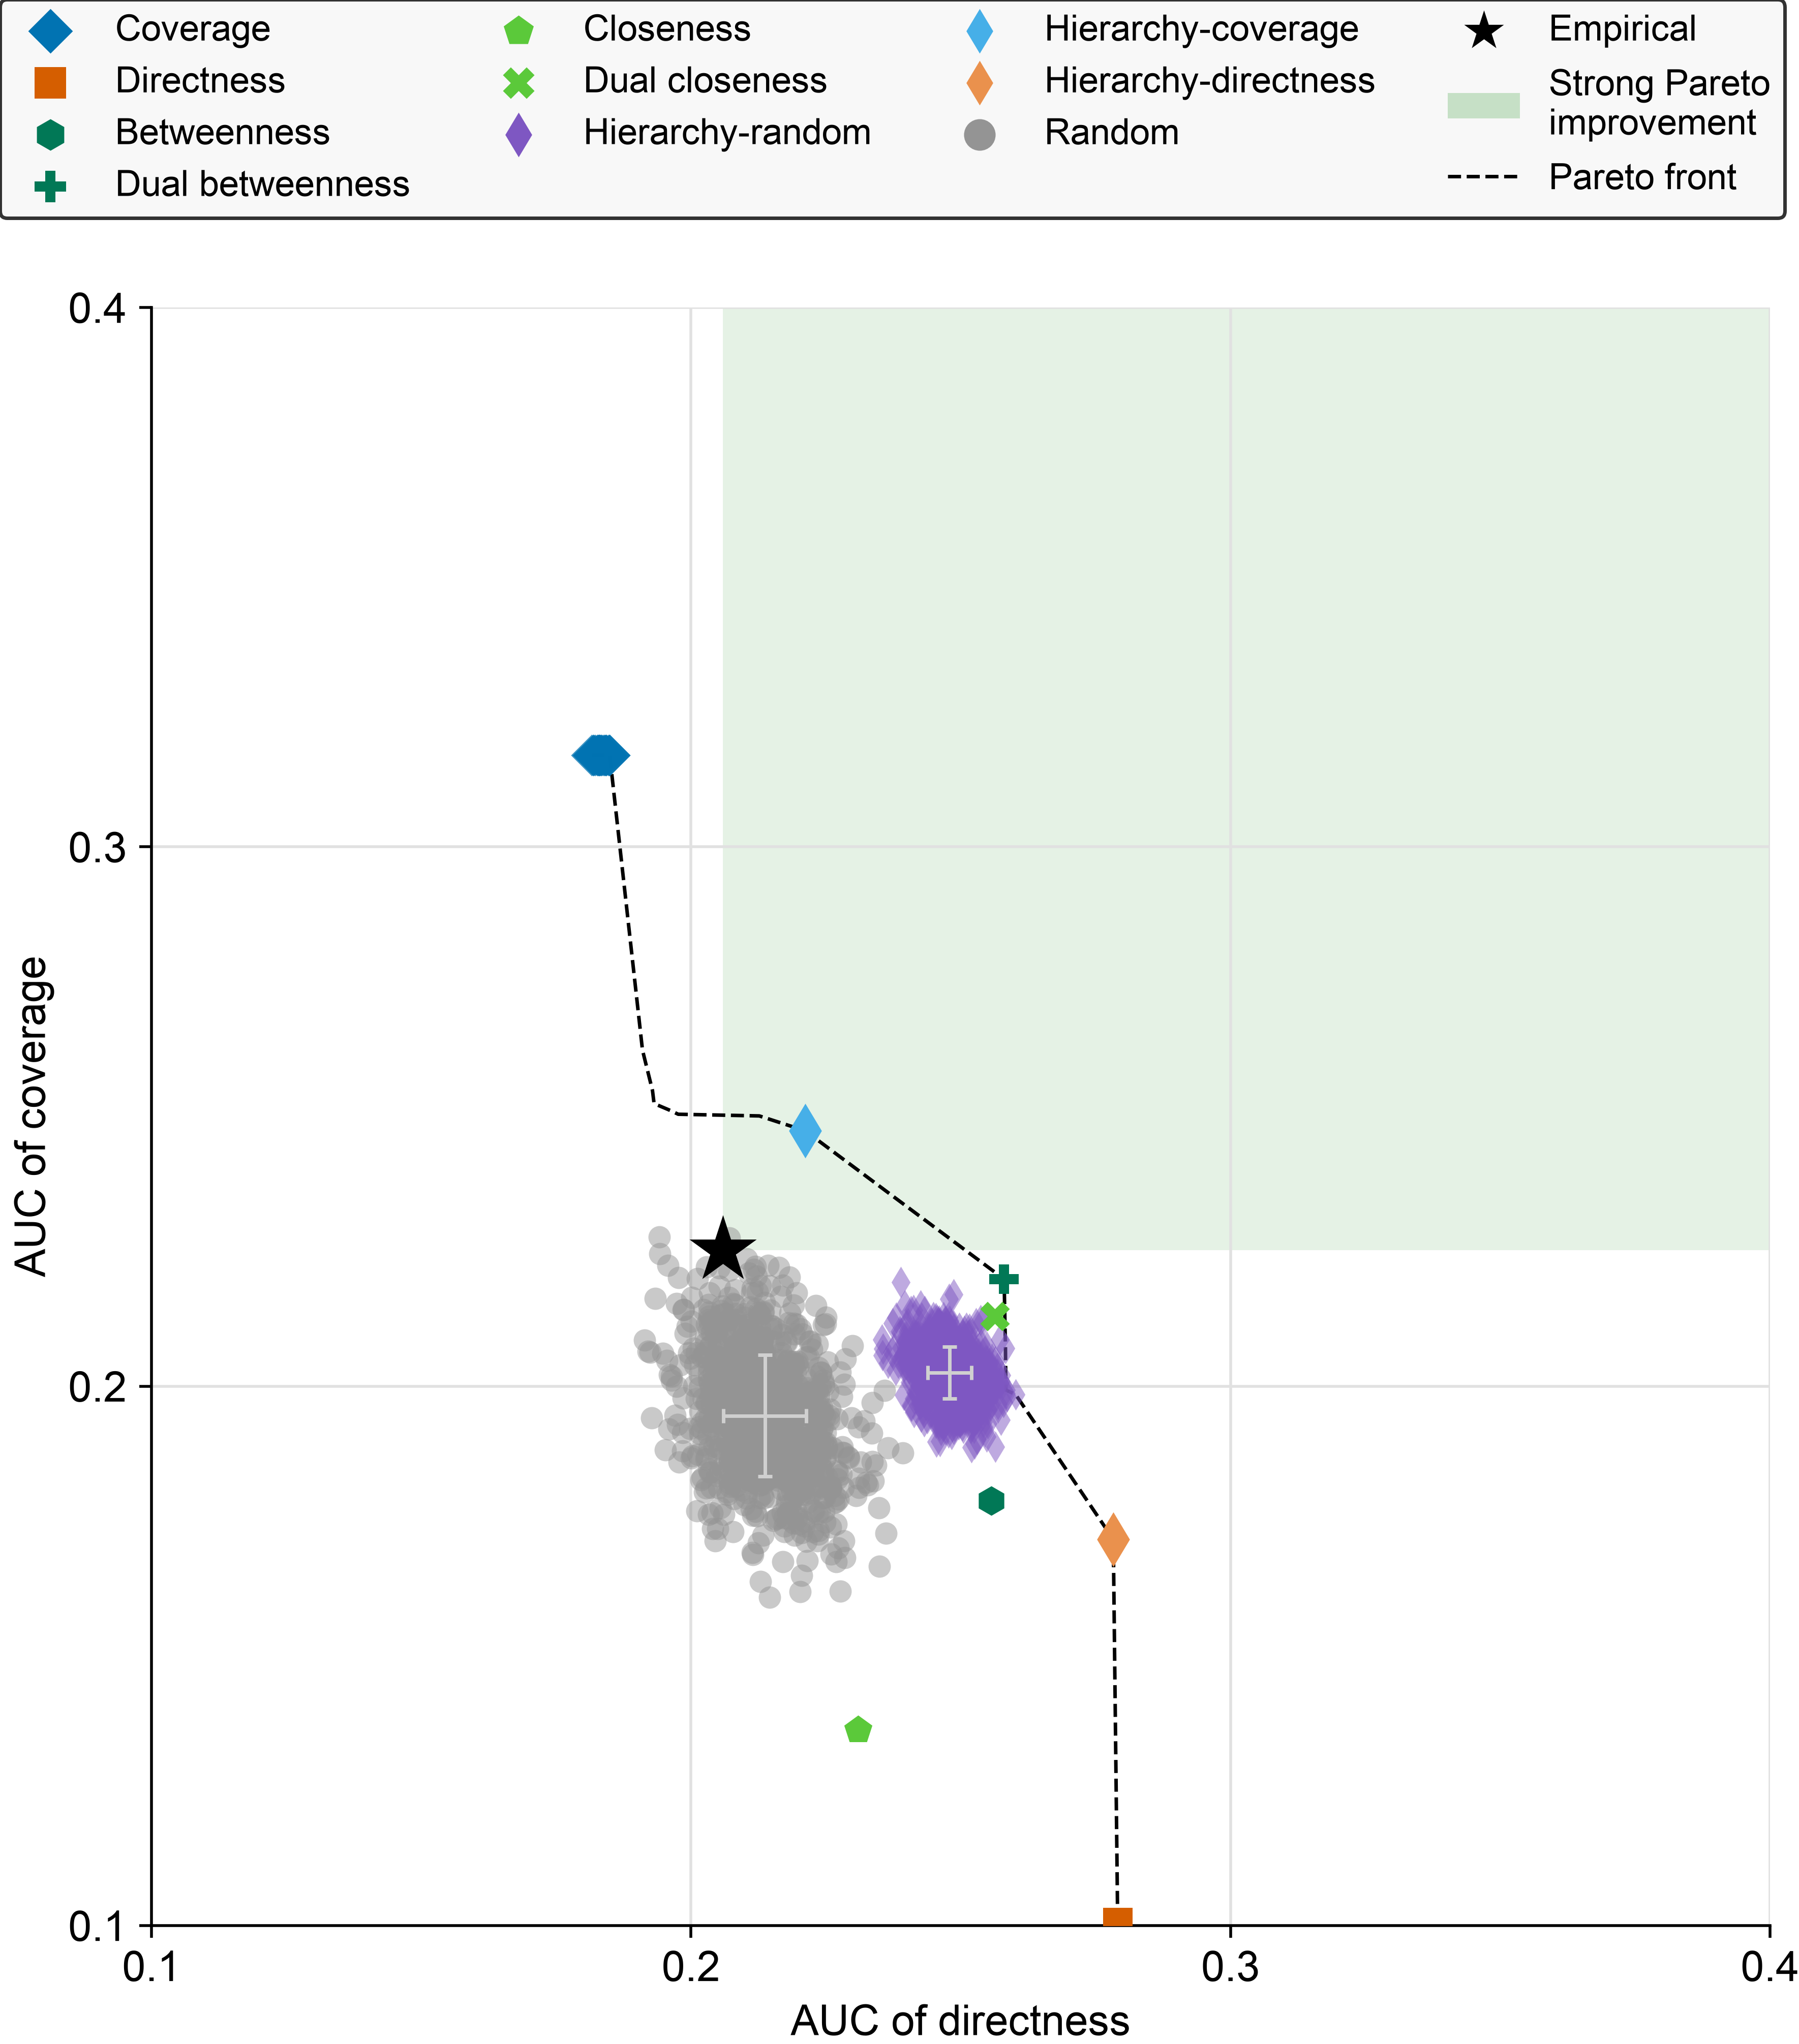 Coverage
Directness
Betweenness
Dual betweenness
Closeness
Dual closeness
Hierarchy-random
Hierarchy-coverage
Hierarchy-directness
Random
Empirical
Strong Pareto
improvement
Pareto front
0.4
0.3
0.2
0.1
AUC of coverage
0.1
0.2
0.3
0.4
AUC of directness